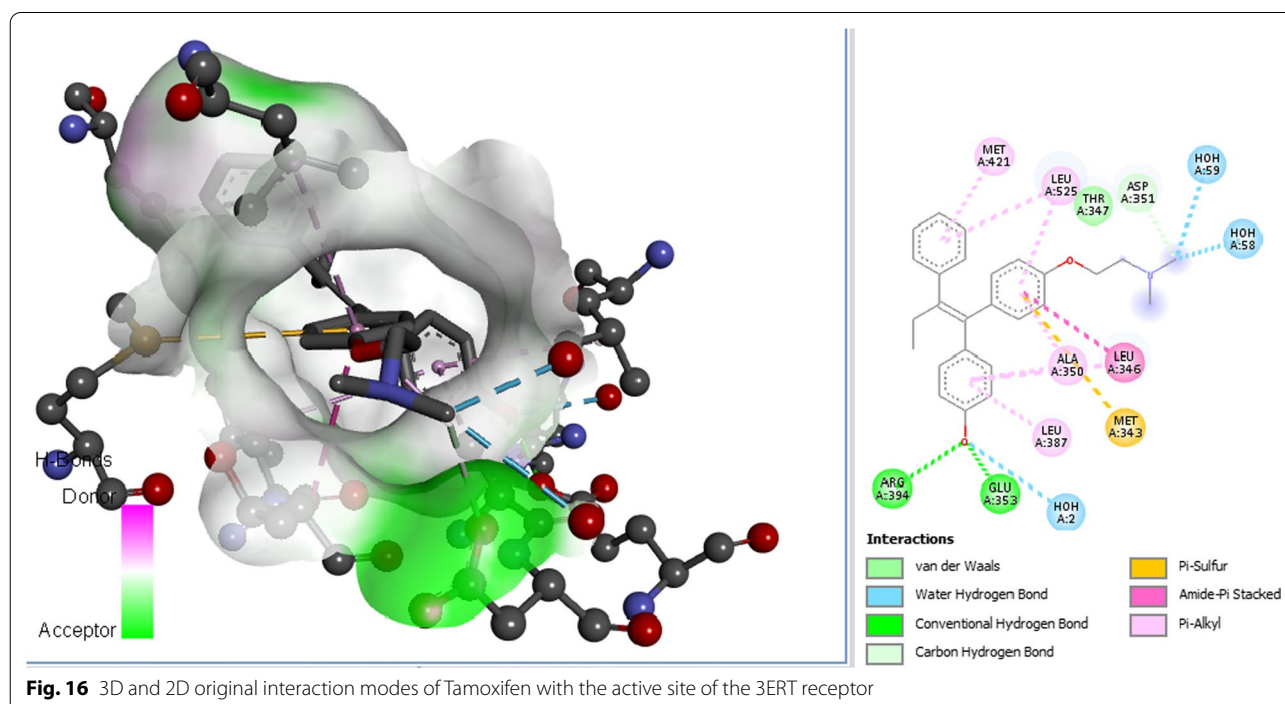 H-Bonds
Donor
Acceptor
MET
A:421
LEU
A:525
THR
A:347
ASP
A:351
HOH
A:59
HOH
A:58
N
O
ALA
A:350
LEU
A:346
MET
A:343
LEU
A:387
O
ARG
A:394
GLU
A:353
HOH
A:2
Interactions
van der Waals
Water Hydrogen Bond
Conventional Hydrogen Bond
Carbon Hydrogen Bond
Pi-Sulfur
Amide-Pi Stacked
Pi-Alkyl
Fig. 16 3D and 2D original interaction modes of Tamoxifen with the active site of the 3ERT receptor